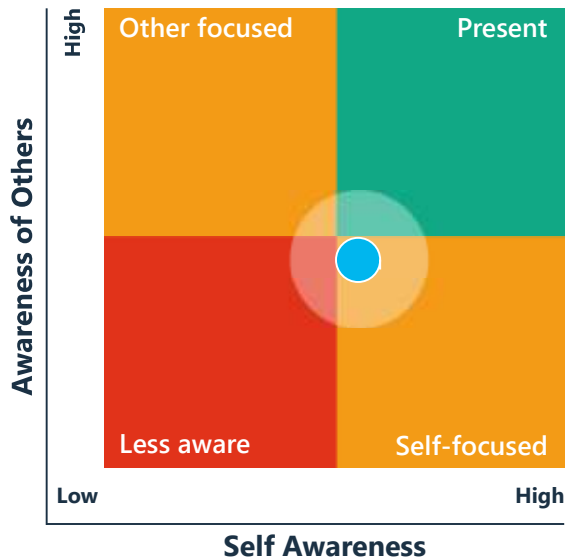 High
Other focused
Present
Awareness of Others
Less aware
Self-focused
Low
High
Self Awareness